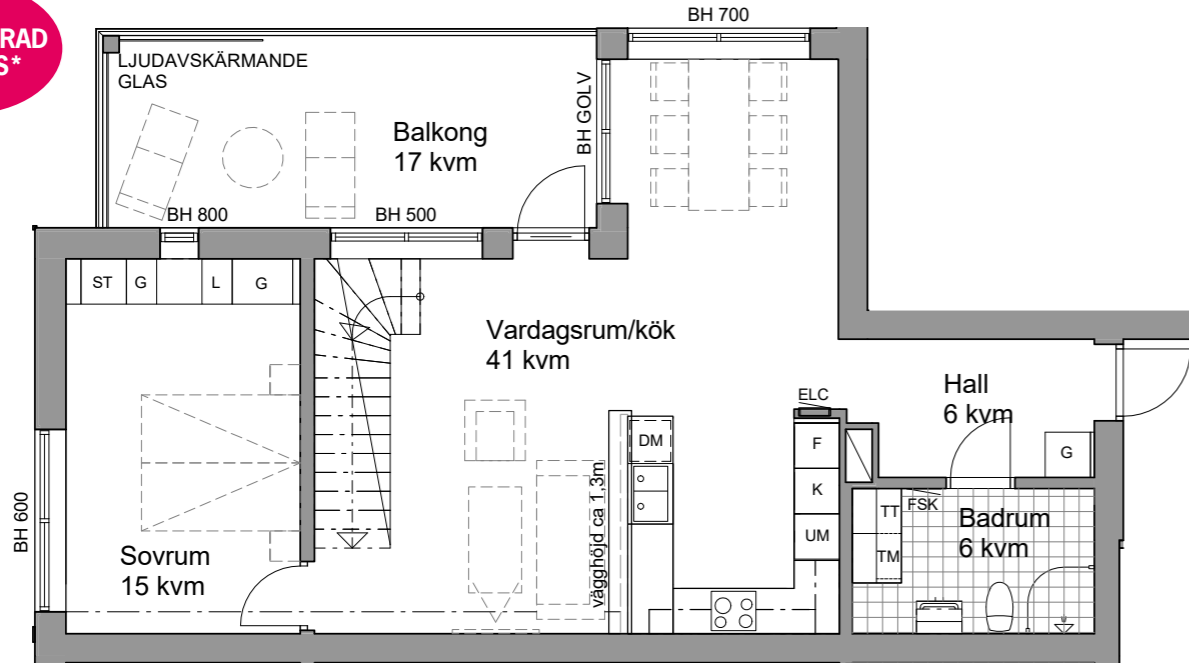 RAD
S*
BH 700
LJUDAVSKÄRMANDE
GLAS
Balkong
17 kvm
BH GOLV
BH 800
BH 500
ST
G
L
G
Vardagsrum/kök
41 kvm
Hall
6 kvm
ELC
DM
F
K
UM
G
BH 600
vägghöjd ca 1,3m
TT
FSK
TM
Badrum
6 kvm
Sovrum
15 kvm